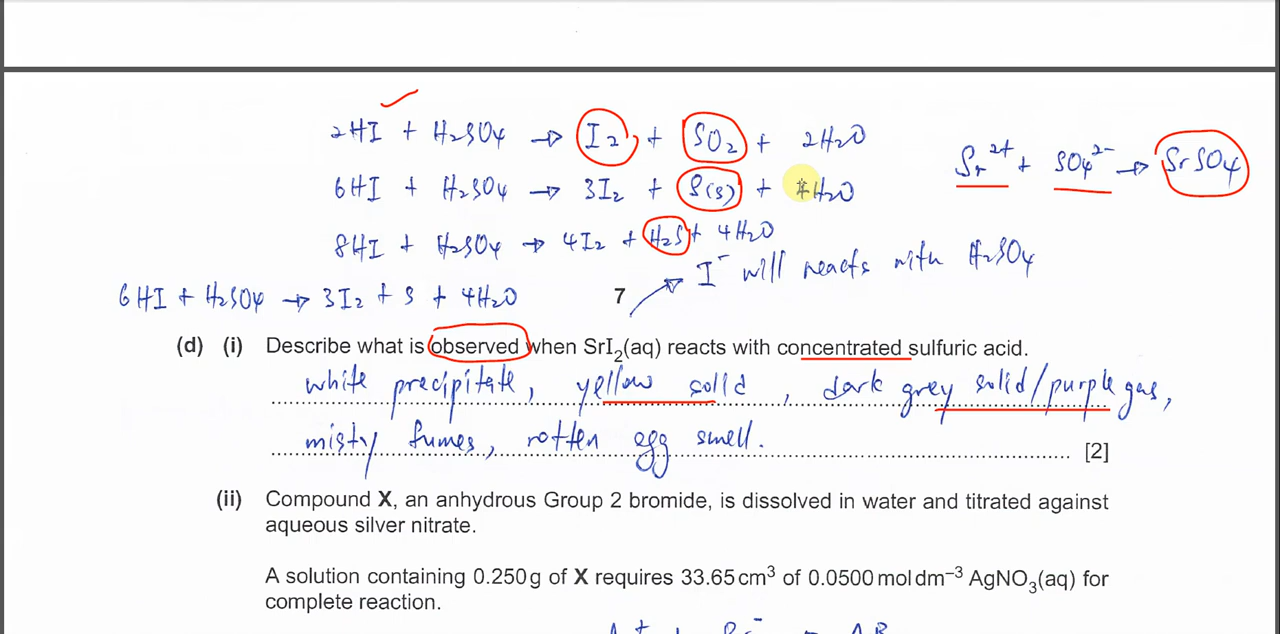 2HI + H₂SO₄ → I₂ + SO₂ + 2H₂O
Sr²⁺ + SO₄²⁻ → SrSO₄
6HI + H₂SO₄ → 3I₂ + S(s) + 4H₂O
8HI + H₂SO₄ → 4I₂ + H₂S + 4H₂O
I⁻ will reacts with H₂SO₄
6HI + H₂SO₄ → 3I₂ + S + 4H₂O
7
(d) (i) Describe what is observed when SrI₂(aq) reacts with concentrated sulfuric acid.
white precipitate, yellow solid, dark grey solid/purple gas,
misty fumes, rotten egg smell.
[2]
(ii) Compound X, an anhydrous Group 2 bromide, is dissolved in water and titrated against
aqueous silver nitrate.
A solution containing 0.250 g of X requires 33.65 cm³ of 0.0500 mol dm⁻³ AgNO₃(aq) for
complete reaction.